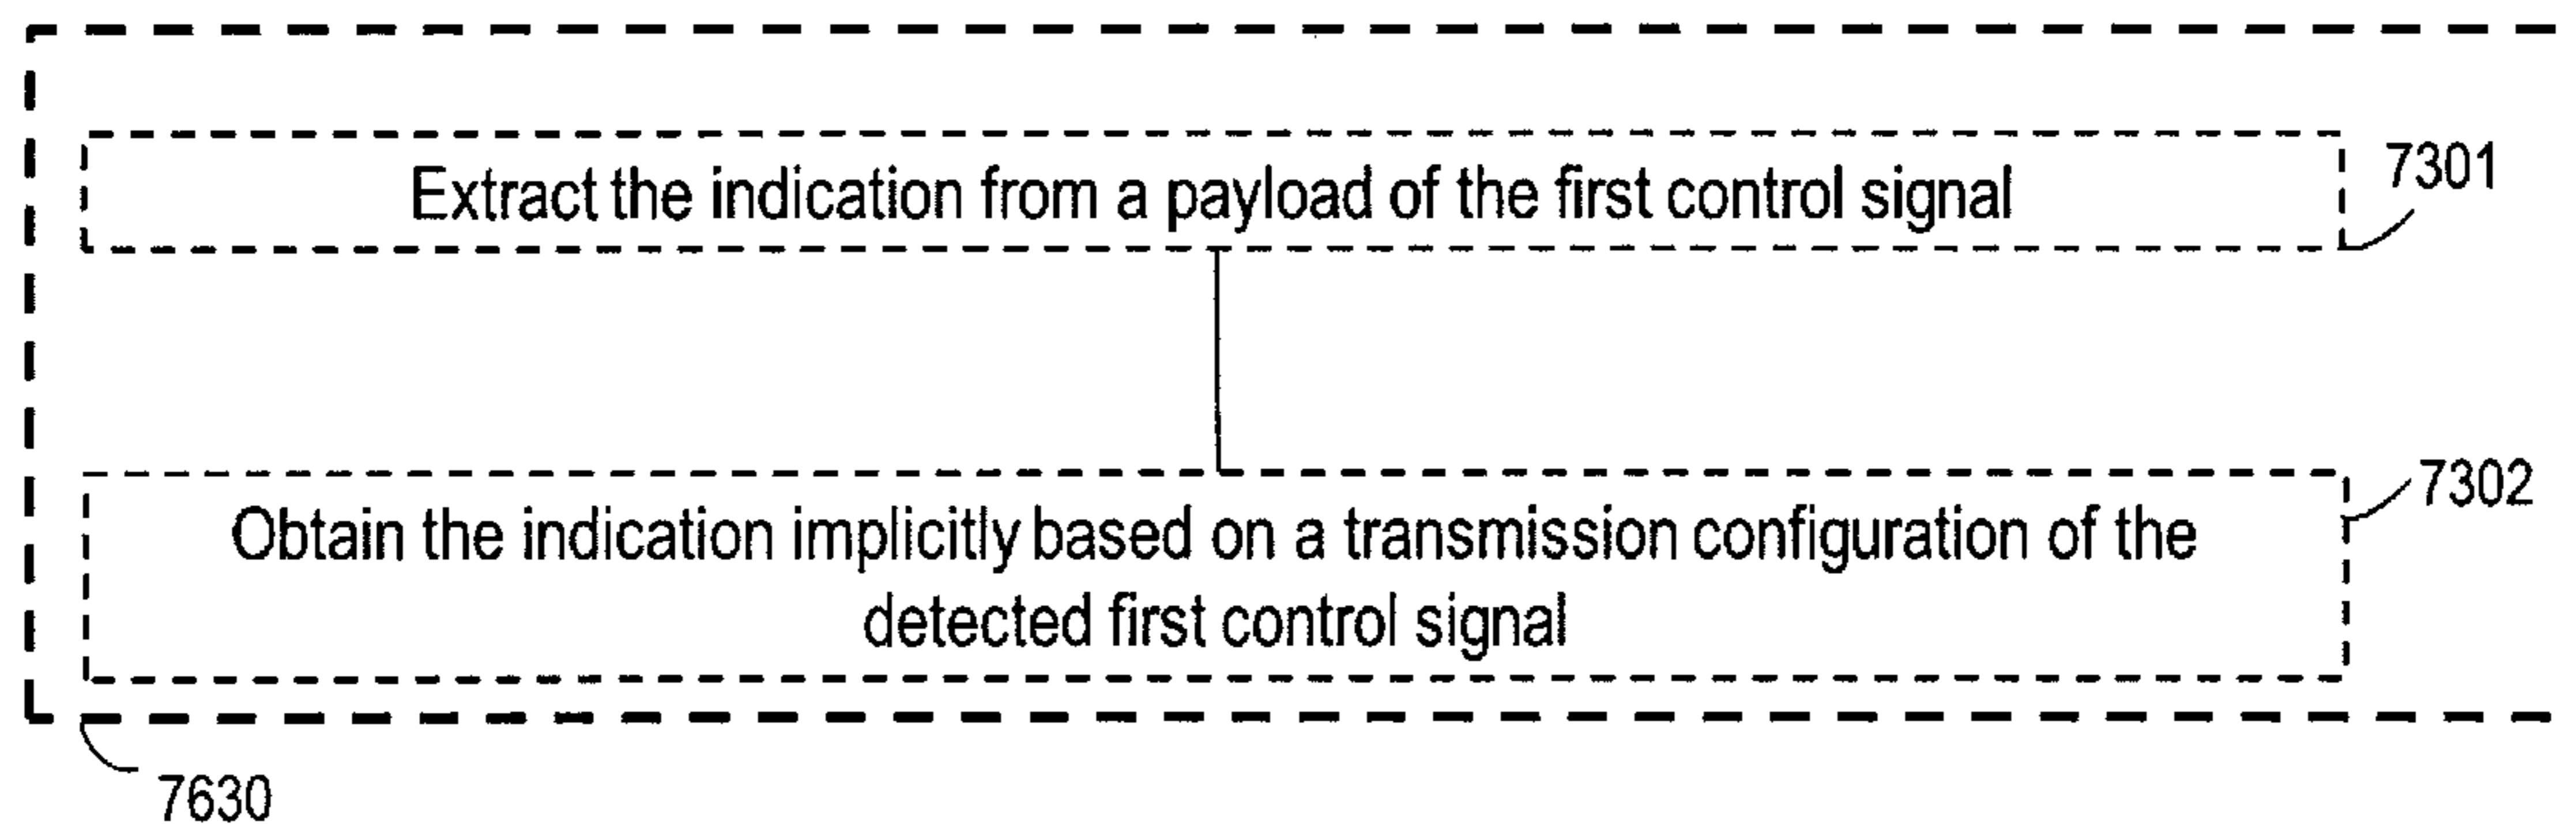 Extract the indication from a payload of the first control signal
7301
Obtain the indication implicitly based on a transmission configuration of the
detected first control signal
7302
7630